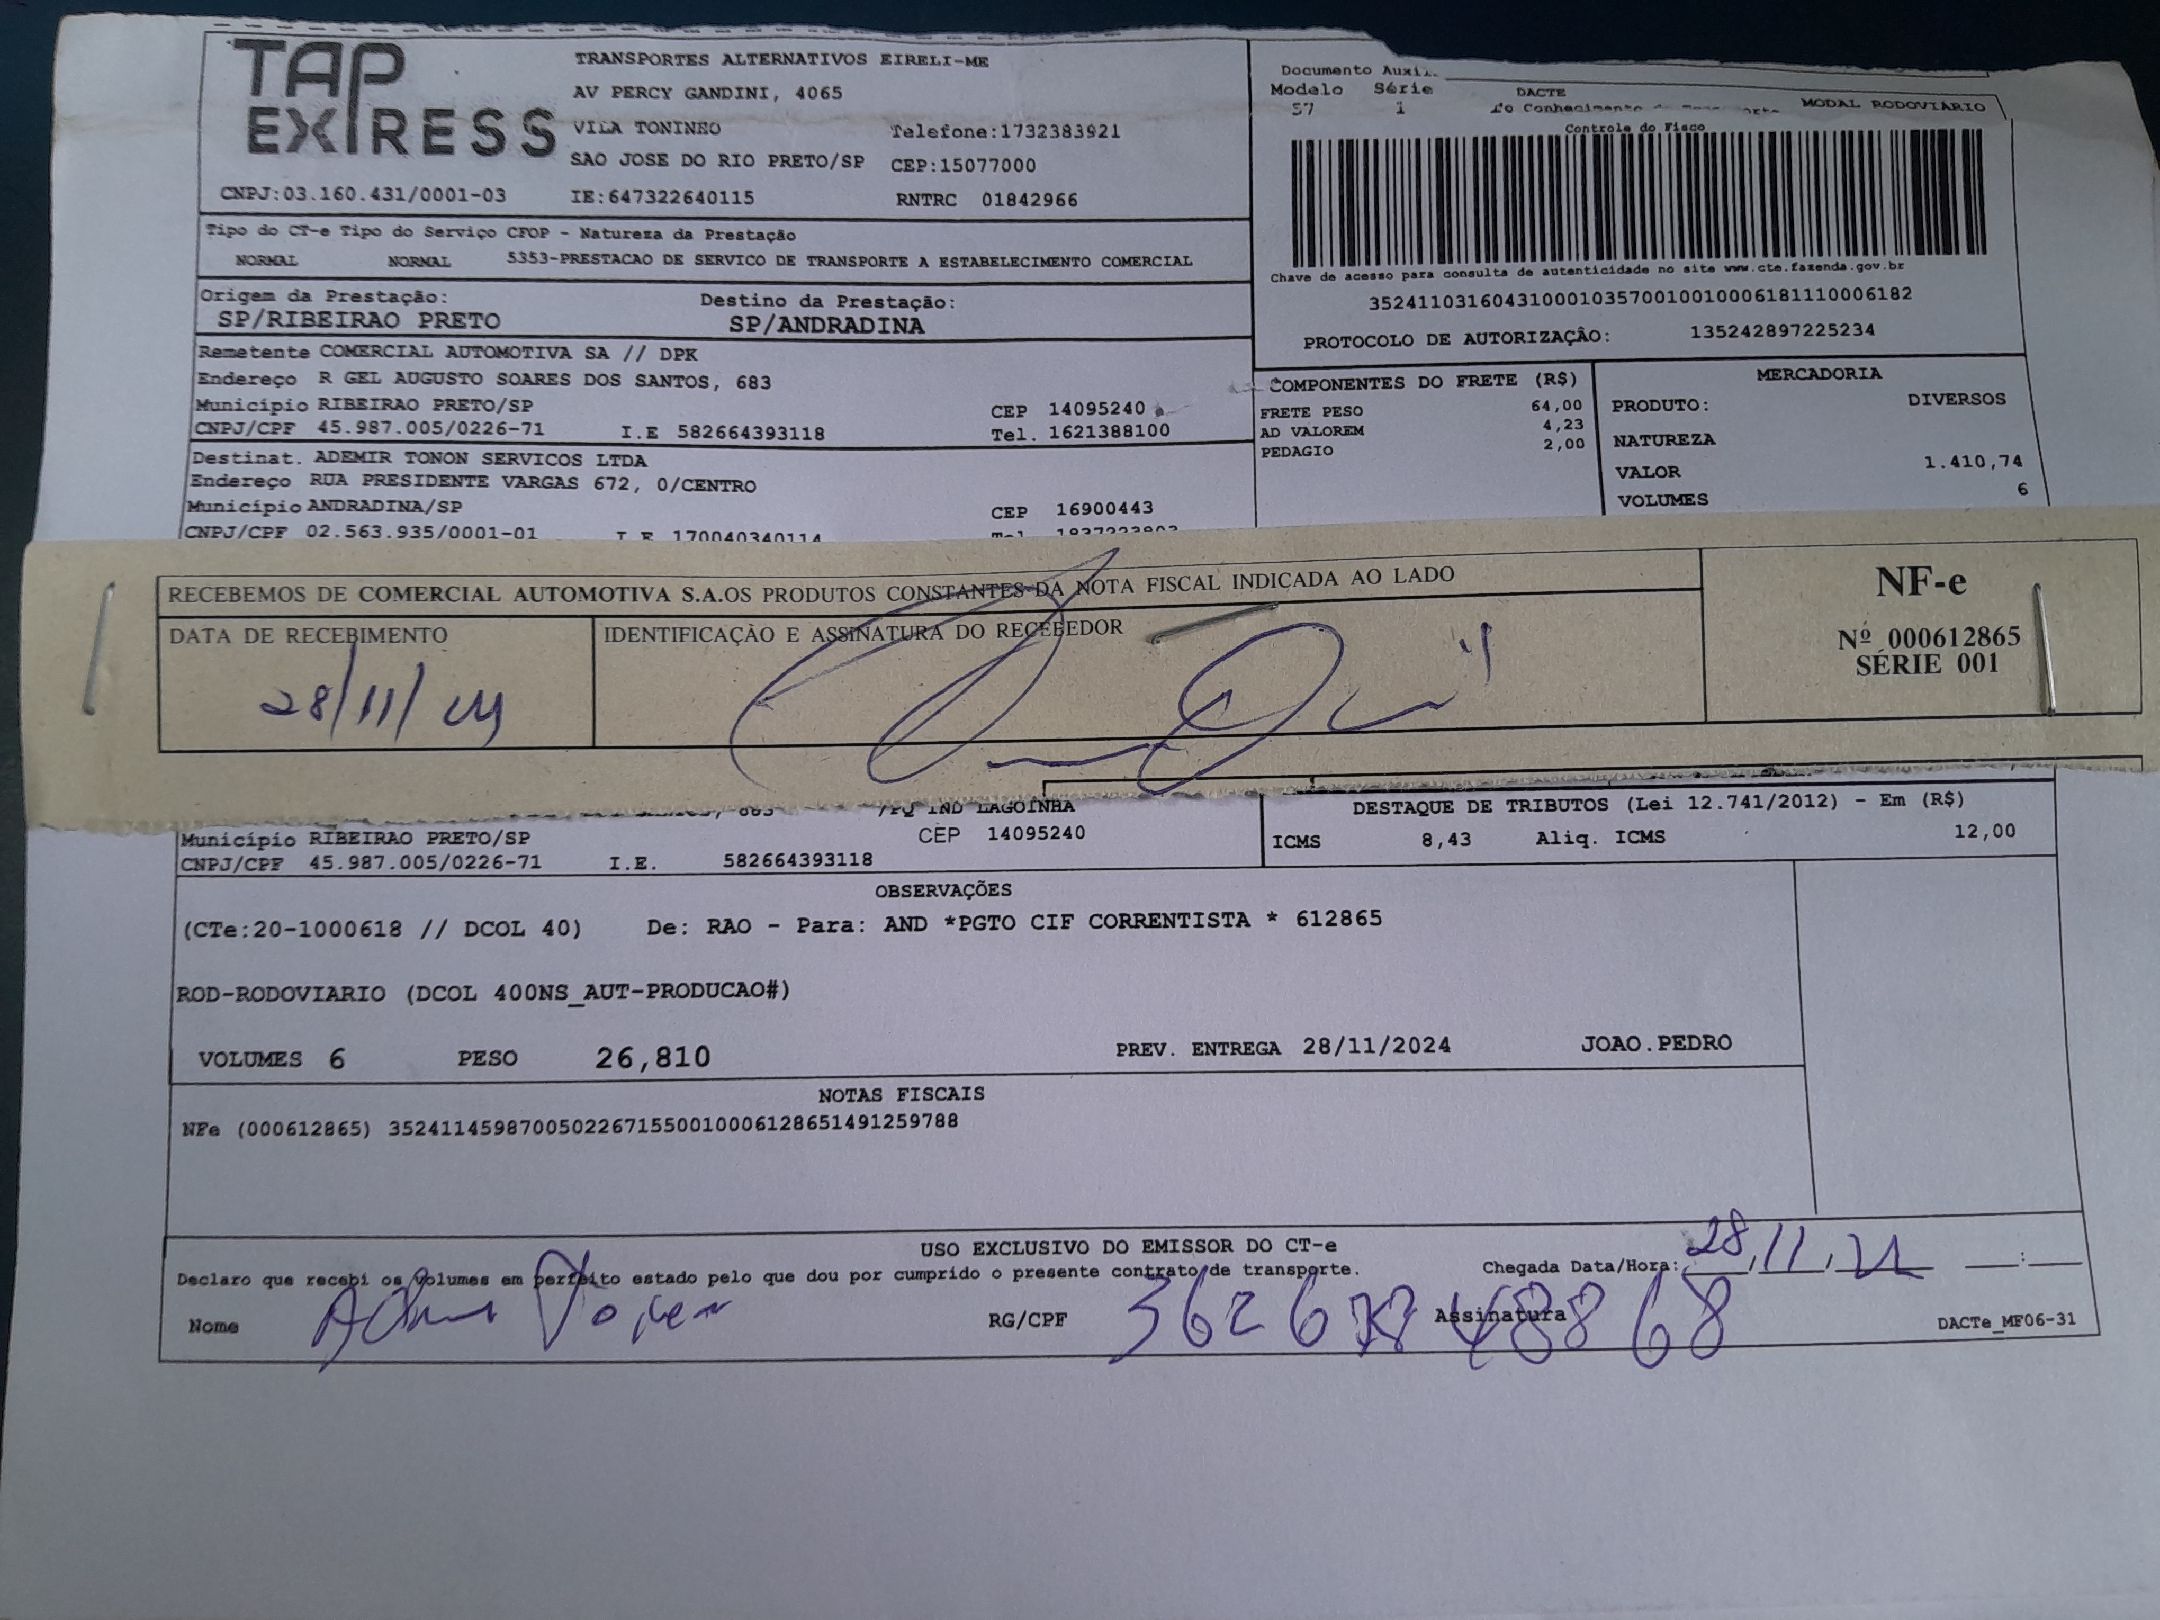 TAP EXPRESS
TRANSPORTES ALTERNATIVOS EIRELI-ME
AV PERCY GANDINI, 4065
VILA TONINHO Telefone:1732383921
SAO JOSE DO RIO PRETO/SP CEP:15077000
CNPJ:03.160.431/0001-03 IE:647322640115 RNTRC 01842966
Tipo do CT-e Tipo do Serviço CFOP - Natureza da Prestação
NORMAL NORMAL 5353-PRESTACAO DE SERVICO DE TRANSPORTE A ESTABELECIMENTO COMERCIAL
Origem da Prestação: Destino da Prestação:
SP/RIBEIRAO PRETO SP/ANDRADINA
Remetente COMERCIAL AUTOMOTIVA SA // DPK
Endereço R GEL AUGUSTO SOARES DOS SANTOS, 683
Município RIBEIRAO PRETO/SP CEP 14095240
CNPJ/CPF 45.987.005/0226-71 I.E 582664393118 Tel. 1621388100
Destinat. ADEMIR TONON SERVICOS LTDA
Endereço RUA PRESIDENTE VARGAS 672, 0/CENTRO
Município ANDRADINA/SP CEP 16900443
CNPJ/CPF 02.563.935/0001-01 I.E 170040340114
Documento
Modelo Série DACTE MODAL RODOVIÁRIO
57 1 Conhecimento
Controle do Fisco
Chave de acesso para consulta de autenticidade no site www.cte.fazenda.gov.br
35241103160431000103570010010006181110006182
PROTOCOLO DE AUTORIZAÇÃO: 135242897225234
COMPONENTES DO FRETE (R$)
FRETE PESO 64,00
AD VALOREM 4,23
PEDAGIO 2,00
MERCADORIA
PRODUTO: DIVERSOS
NATUREZA
VALOR 1.410,74
VOLUMES 6
RECEBEMOS DE COMERCIAL AUTOMOTIVA S.A.OS PRODUTOS CONSTANTES DA NOTA FISCAL INDICADA AO LADO
DATA DE RECEBIMENTO IDENTIFICAÇÃO E ASSINATURA DO RECEBEDOR
28/11/24
NF-e
Nº 000612865
SÉRIE 001
/PQ IND LAGOINHA
Município RIBEIRAO PRETO/SP CEP 14095240
CNPJ/CPF 45.987.005/0226-71 I.E. 582664393118
DESTAQUE DE TRIBUTOS (Lei 12.741/2012) - Em (R$)
ICMS 8,43 Aliq. ICMS 12,00
OBSERVAÇÕES
(CTe:20-1000618 // DCOL 40) De: RAO - Para: AND *PGTO CIF CORRENTISTA * 612865
ROD-RODOVIARIO (DCOL 400NS_AUT-PRODUCAO#)
VOLUMES 6 PESO 26,810 PREV. ENTREGA 28/11/2024 JOAO.PEDRO
NOTAS FISCAIS
NFe (000612865) 35241145987005022671550010006128651491259788
USO EXCLUSIVO DO EMISSOR DO CT-e
Declaro que recebi os volumes em perfeito estado pelo que dou por cumprido o presente contrato de transporte. Chegada Data/Hora: 28/11/ :
Nome RG/CPF Assinatura DACTe_MF06-31